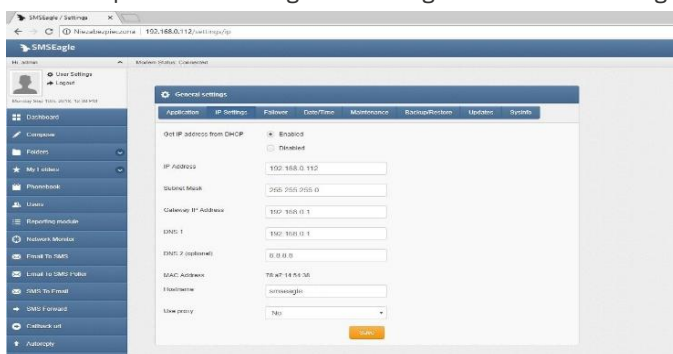 SMSEagle / Settings
Niezabezpieczona | 192.168.0.112/settings/ip
SMSEagle
Hi, admin
Modem Status: Connected
User Settings
Logout
General settings
Application IP Settings Failover Date/Time Maintenance Backup/Restore Updates Sysinfo
Dashboard
Compose
Folders
My Folders
Phonebook
Users
Reporting module
Network Monitor
Email To SMS
Email To SMS Poller
SMS To Email
SMS Forward
Callback url
Autoreply
Get IP address from DHCP
Enabled
Disabled
IP Address 192.168.0.112
Subnet Mask 255.255.255.0
Gateway IP Address 192.168.0.1
DNS 1 192.168.0.1
DNS 2 (optional) 8.8.8.8
MAC Address
Hostname smseagle
Use proxy No